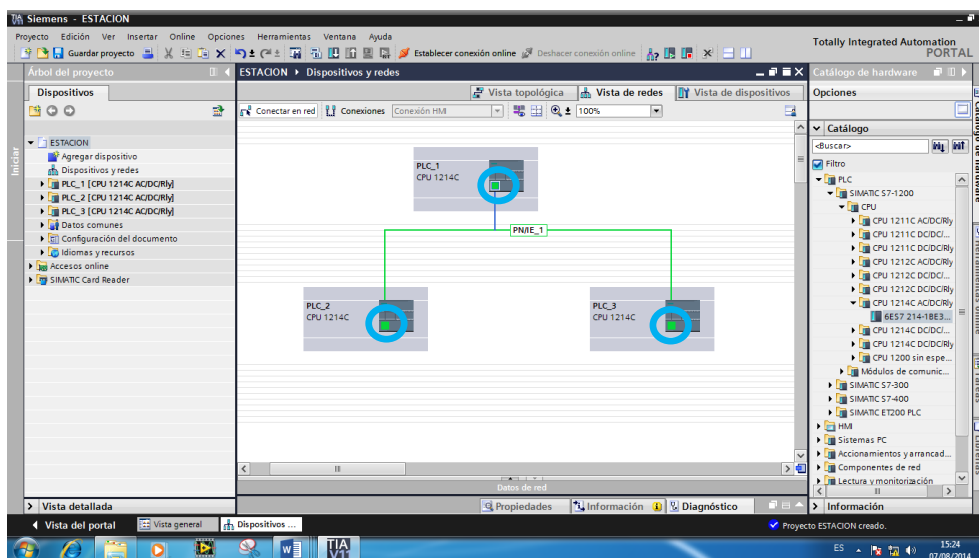 Siemens - ESTACION
Proyecto Edición Ver Insertar Online Opciones Herramientas Ventana Ayuda
Guardar proyecto Establecer conexión online Deshacer conexión online
Totally Integrated Automation
PORTAL
Árbol del proyecto
ESTACION Dispositivos y redes
Catálogo de hardware
Dispositivos
Vista topológica Vista de redes Vista de dispositivos
Opciones
Conectar en red Conexiones Conexión HMI 100%
Iniciar
ESTACION
Agregar dispositivo
Dispositivos y redes
PLC_1 [CPU 1214C AC/DC/Rly]
PLC_2 [CPU 1214C AC/DC/Rly]
PLC_3 [CPU 1214C AC/DC/Rly]
Datos comunes
Configuración del documento
Idiomas y recursos
Accesos online
SIMATIC Card Reader
PLC_1
CPU 1214C
PN/IE_1
PLC_2
CPU 1214C
PLC_3
CPU 1214C
Catálogo
<Buscar>
Filtro
PLC
SIMATIC S7-1200
CPU
CPU 1211C AC/DC/Rly
CPU 1211C DC/DC/...
CPU 1211C DC/DC/Rly
CPU 1212C AC/DC/Rly
CPU 1212C DC/DC/...
CPU 1212C DC/DC/Rly
CPU 1214C AC/DC/Rly
6ES7 214-1BE3...
CPU 1214C DC/DC/...
CPU 1214C DC/DC/Rly
CPU 1200 sin espe...
Módulos de comunic...
SIMATIC S7-300
SIMATIC S7-400
SIMATIC ET200 PLC
HMI
Sistemas PC
Accionamientos y arrancad...
Componentes de red
Lectura y monitorización
Datos de red
Propiedades Información Diagnóstico
Vista detallada
Información
Vista del portal Vista general Dispositivos ...
Proyecto ESTACION creado.
TIA
V11
ES
15:24
07/08/2014